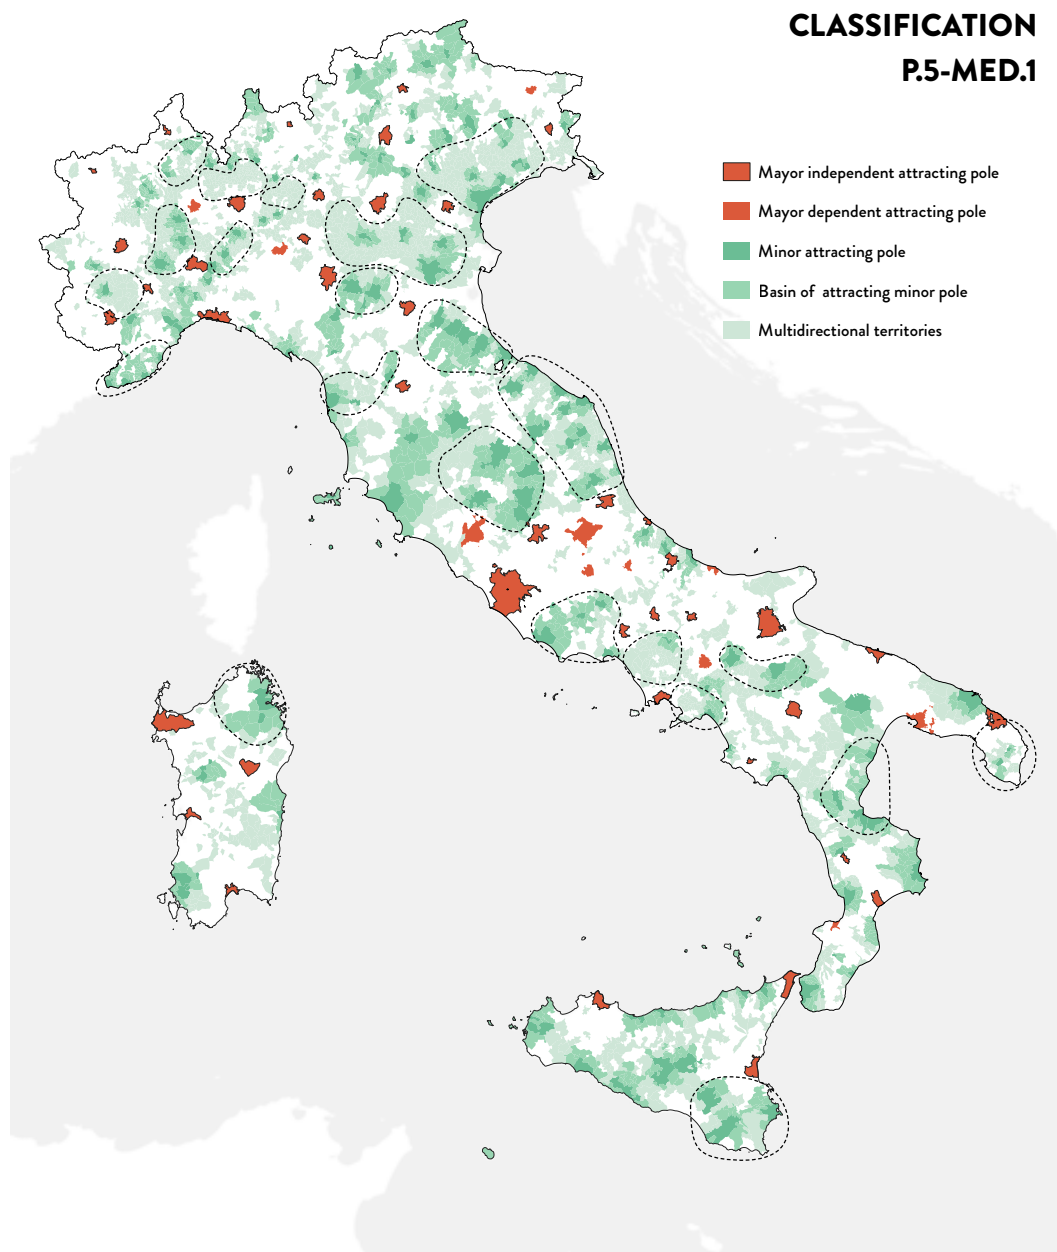 CLASSIFICATION
P.5-MED.1
Mayor independent attracting pole
Mayor dependent attracting pole
Minor attracting pole
Basin of attracting minor pole
Multidirectional territories